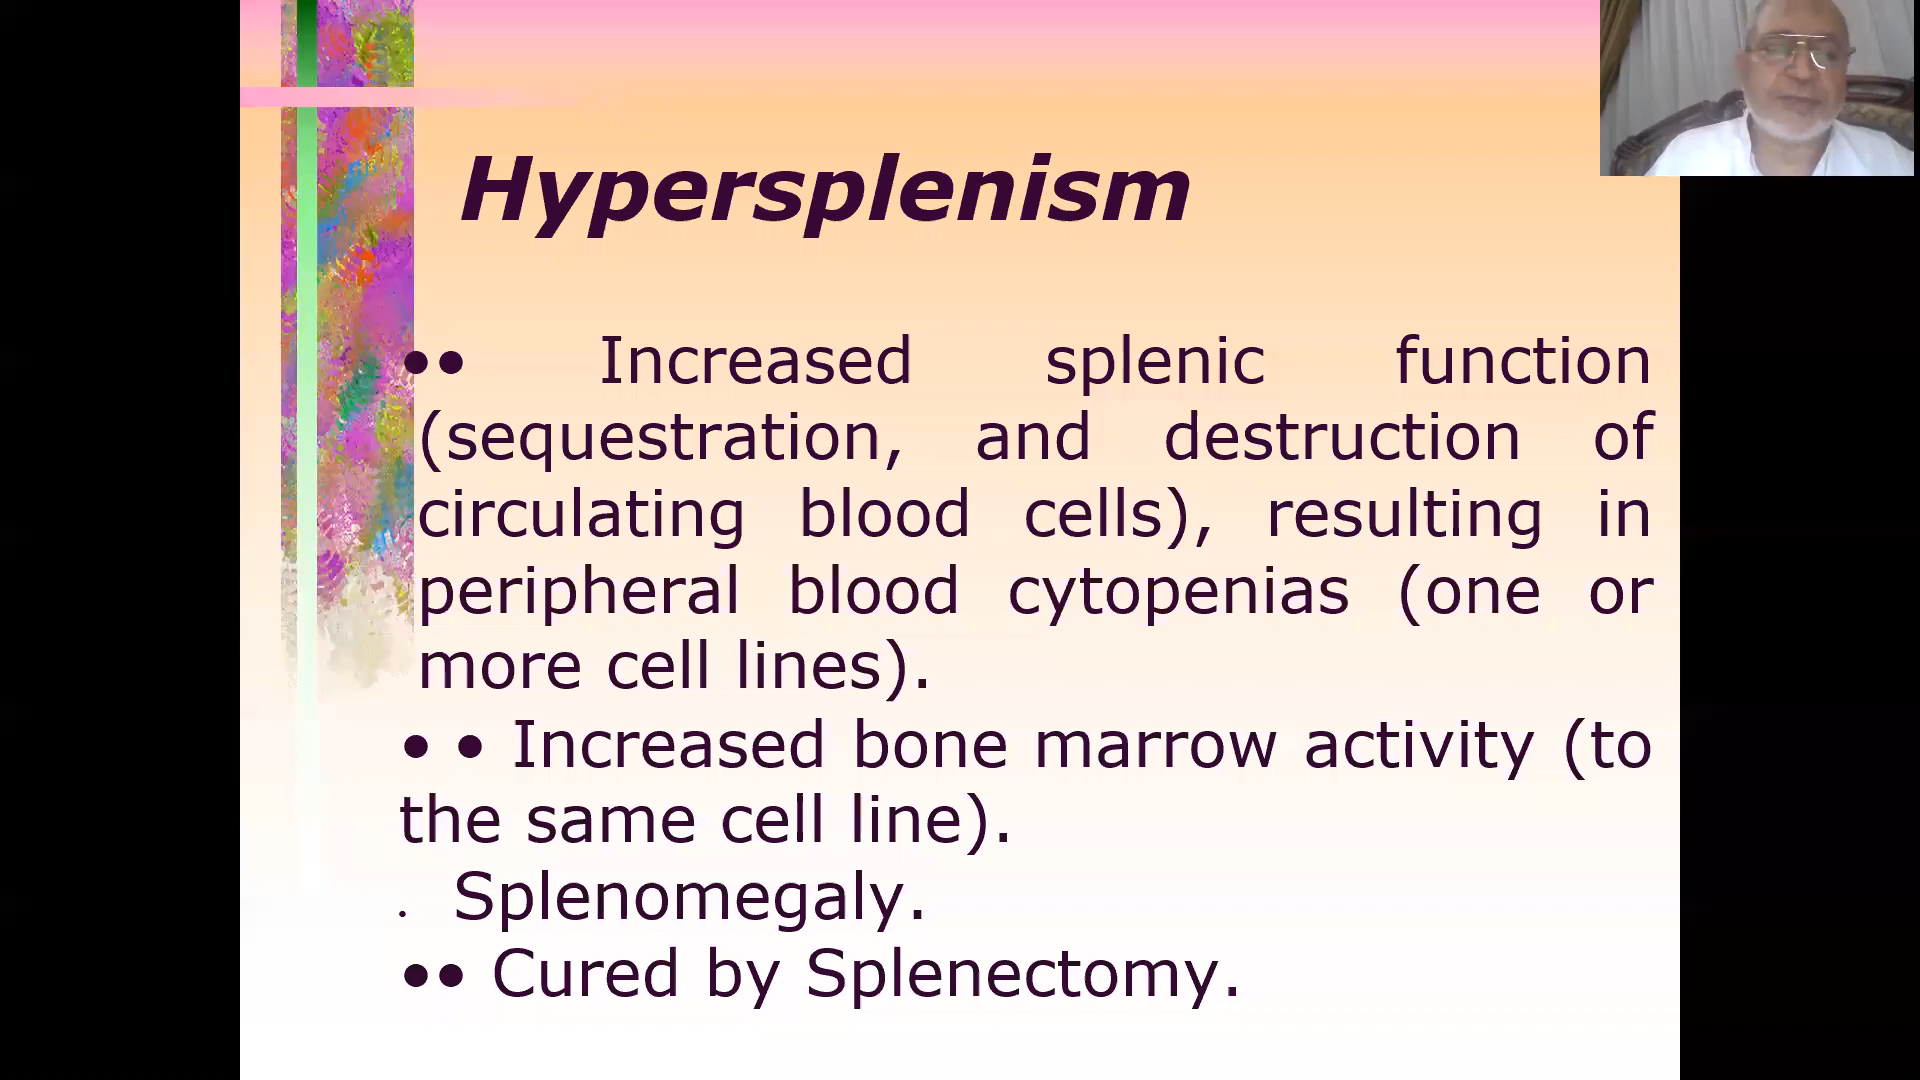 Hypersplenism
•• Increased splenic function
(sequestration, and destruction of
circulating blood cells), resulting in
peripheral blood cytopenias (one or
more cell lines).
• • Increased bone marrow activity (to
the same cell line).
. Splenomegaly.
•• Cured by Splenectomy.